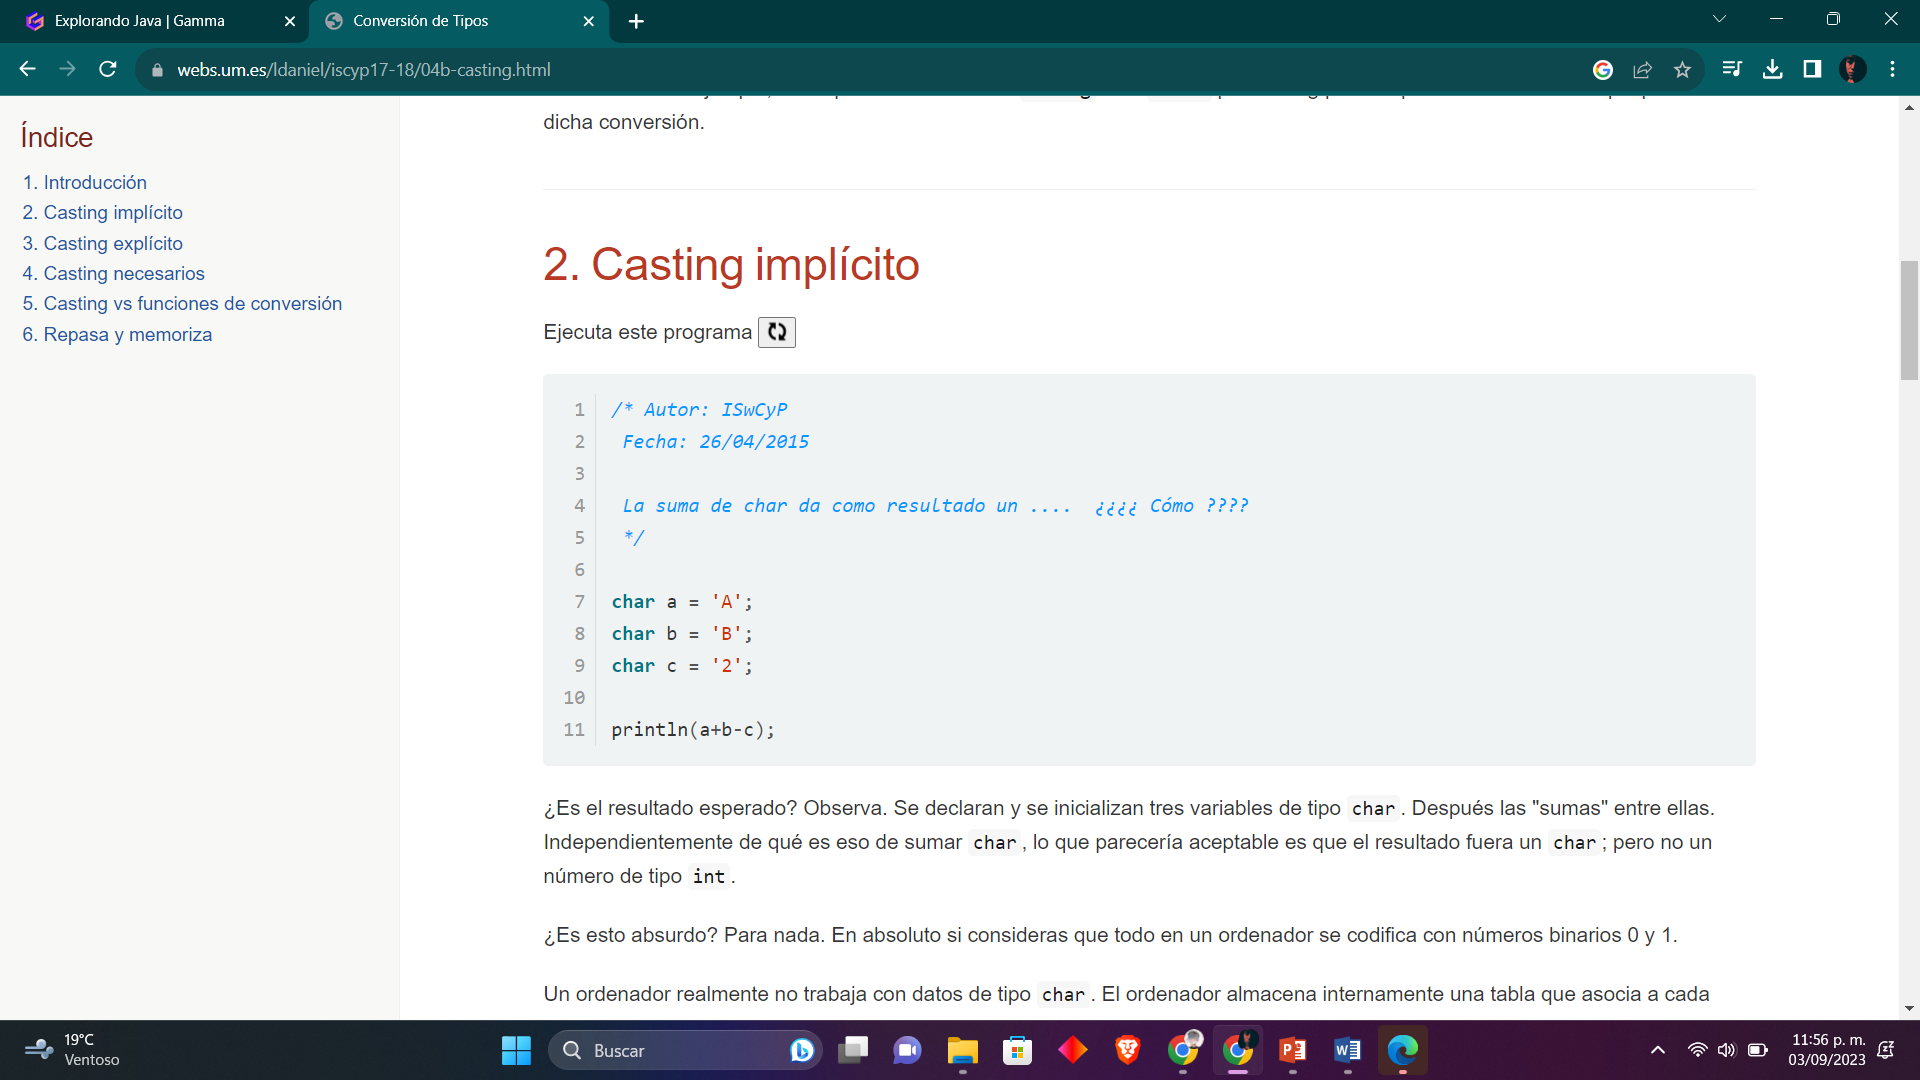 Explorando Java | Gamma
Conversión de Tipos
webs.um.es/ldaniel/iscyp17-18/04b-casting.html
Índice
1. Introducción
2. Casting implícito
3. Casting explícito
4. Casting necesarios
5. Casting vs funciones de conversión
6. Repasa y memoriza
dicha conversión.
2. Casting implícito
Ejecuta este programa
1 /* Autor: ISwCyP
2 Fecha: 26/04/2015
3
4 La suma de char da como resultado un .... ¿¿¿¿ Cómo ????
5 */
6
7 char a = 'A';
8 char b = 'B';
9 char c = '2';
10
11 println(a+b-c);
¿Es el resultado esperado? Observa. Se declaran y se inicializan tres variables de tipo char. Después las "sumas" entre ellas.
Independientemente de qué es eso de sumar char, lo que parecería aceptable es que el resultado fuera un char; pero no un
número de tipo int.
¿Es esto absurdo? Para nada. En absoluto si consideras que todo en un ordenador se codifica con números binarios 0 y 1.
Un ordenador realmente no trabaja con datos de tipo char. El ordenador almacena internamente una tabla que asocia a cada
19°C
Ventoso
Buscar
11:56 p. m.
03/09/2023